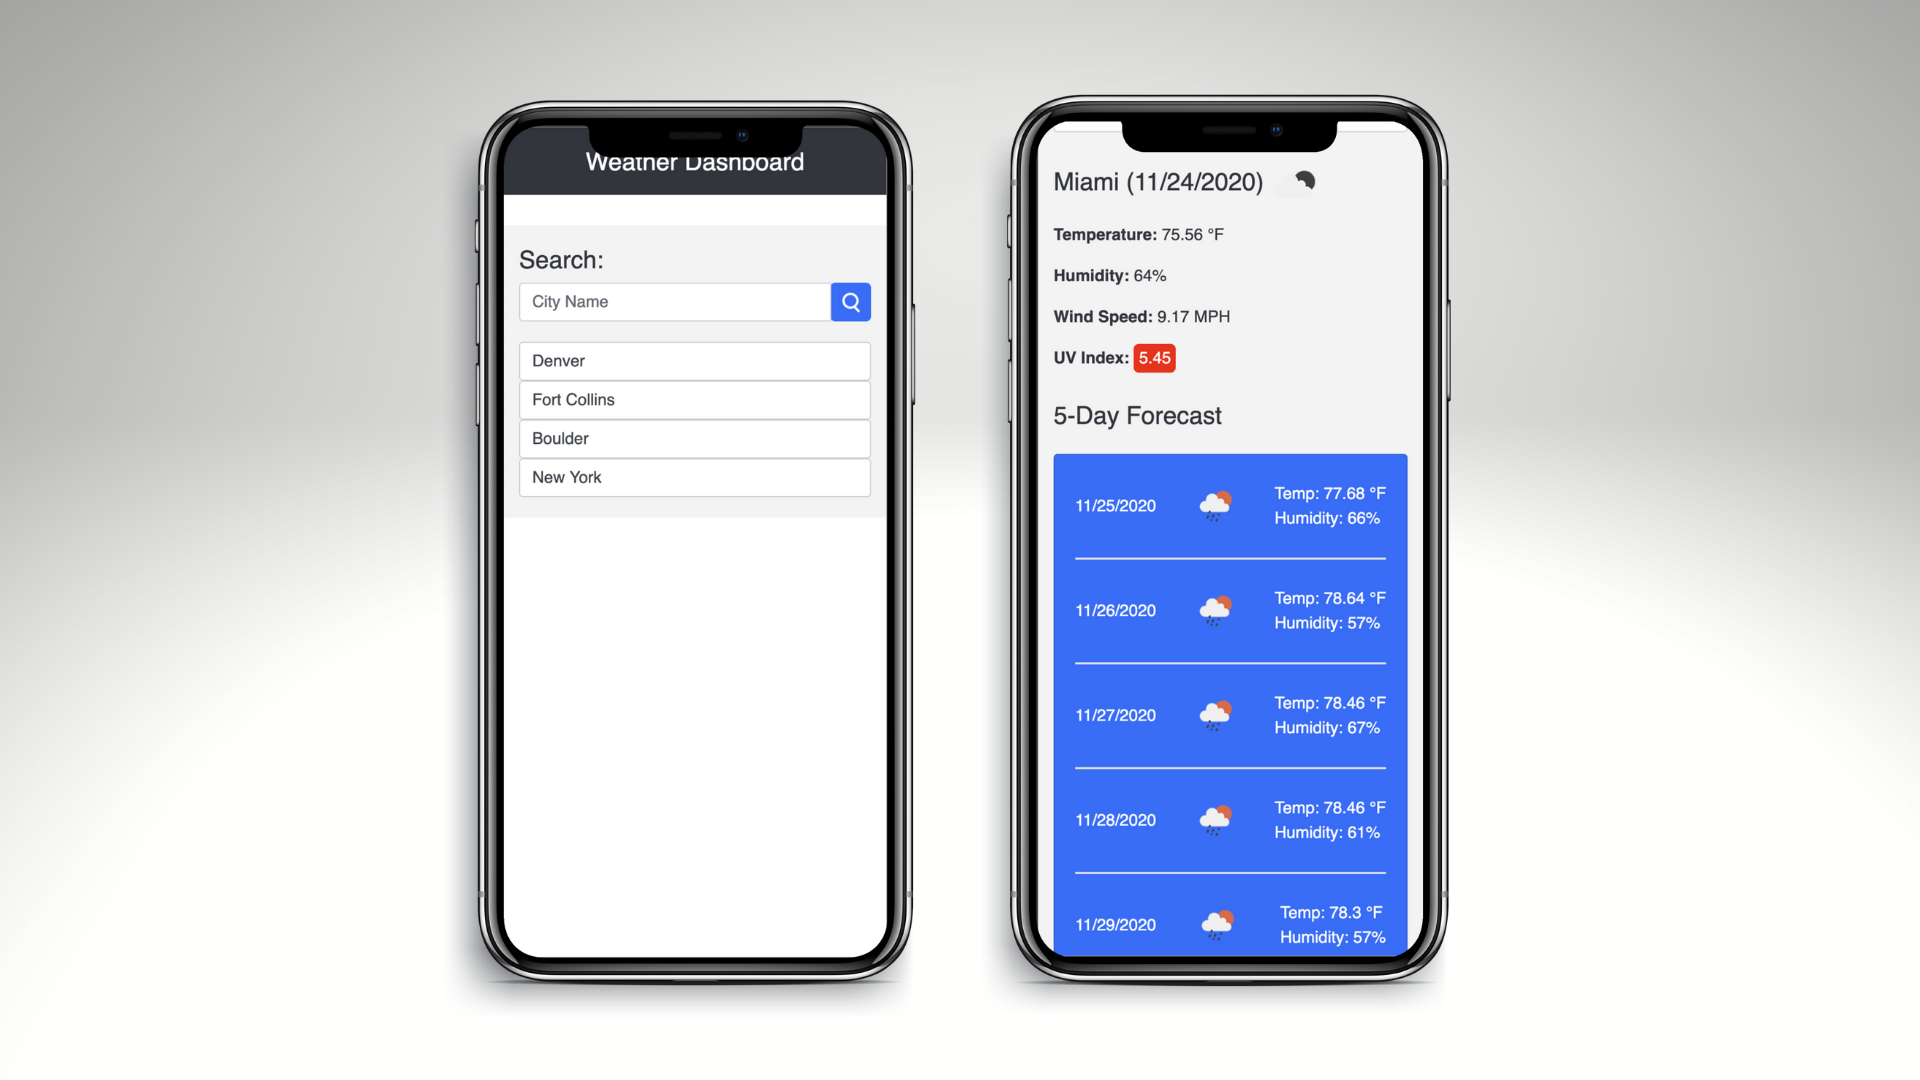 Weather Dashboard
Search:
City Name
Denver
Fort Collins
Boulder
New York
Miami (11/24/2020)
Temperature: 75.56 °F
Humidity: 64%
Wind Speed: 9.17 MPH
UV Index: 5.45
5-Day Forecast
11/25/2020
Temp: 77.68 °F
Humidity: 66%
11/26/2020
Temp: 78.64 °F
Humidity: 57%
11/27/2020
Temp: 78.46 °F
Humidity: 67%
11/28/2020
Temp: 78.46 °F
Humidity: 61%
11/29/2020
Temp: 78.3 °F
Humidity: 57%